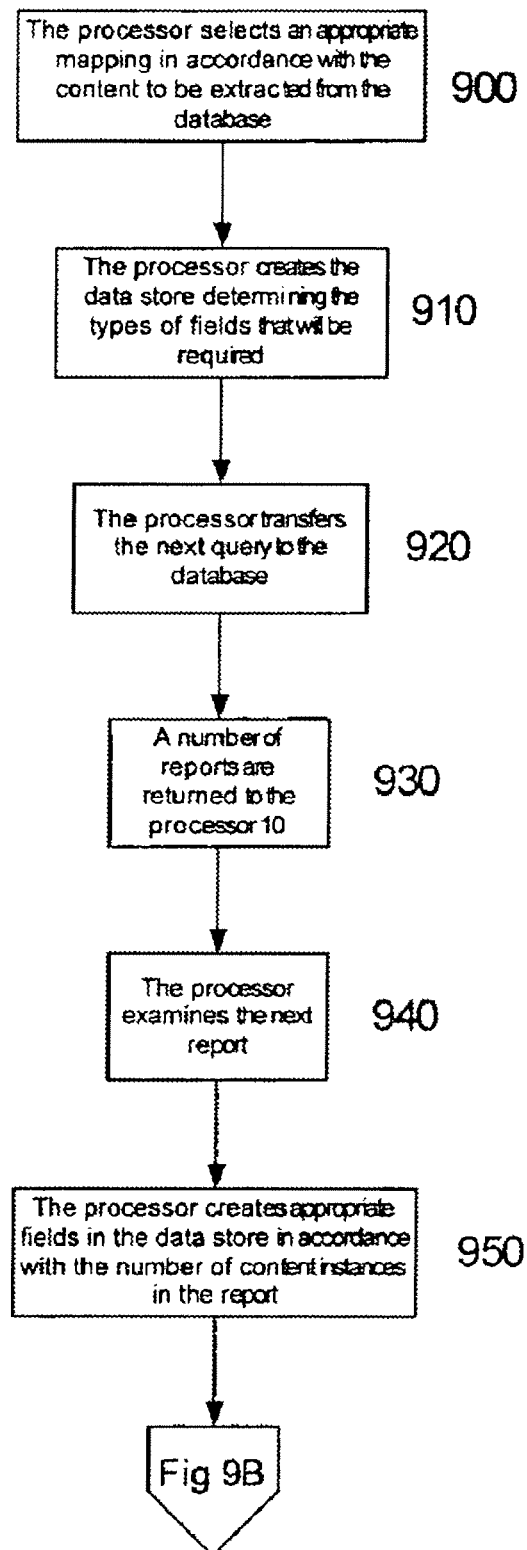 The processor selects an appropriate
mapping in accordance with the
content to be extracted from the
database
900
The processor creates the
data store determining the
types of fields that will be
required
910
The processor transfers
the next query to the
database
920
A number of
reports are
returned to the
processor 10
930
The processor
examines the next
report
940
The processor creates appropriate
fields in the data store in accordance
with the number of content instances
in the report
950
Fig 9B